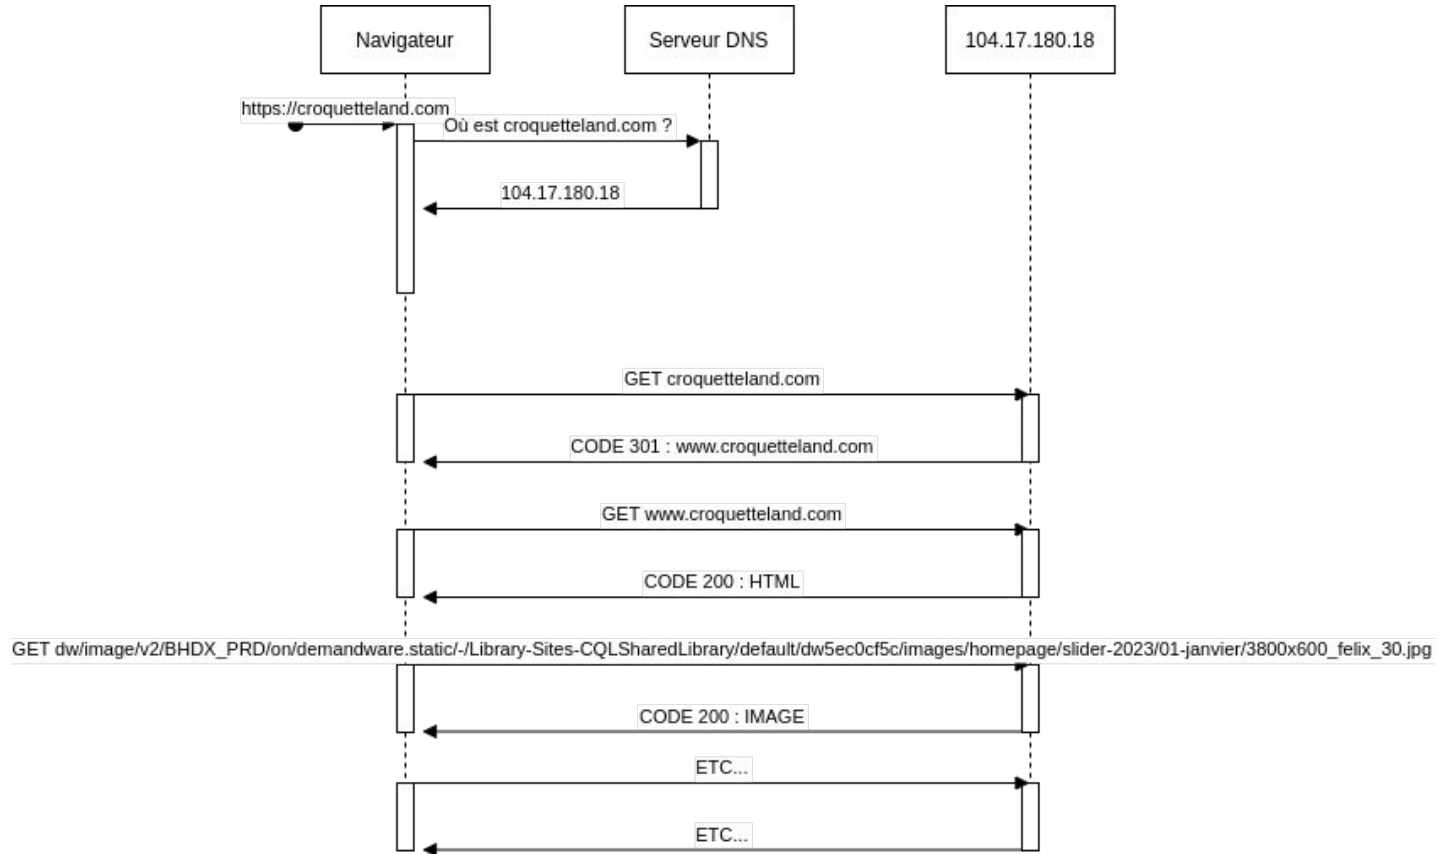 Navigateur
Serveur DNS
104.17.180.18
https://croquetteland.com
Où est croquetteland.com ?
104.17.180.18
GET croquetteland.com
CODE 301 : www.croquetteland.com
GET www.croquetteland.com
CODE 200 : HTML
GET dw/image/v2/BHDX_PRD/on/demandware.static/-/Library-Sites-CQLSharedLibrary/default/dw5ec0cf5c/images/homepage/slider-2023/01-janvier/3800x600_felix_30.jpg
CODE 200 : IMAGE
ETC...
ETC...